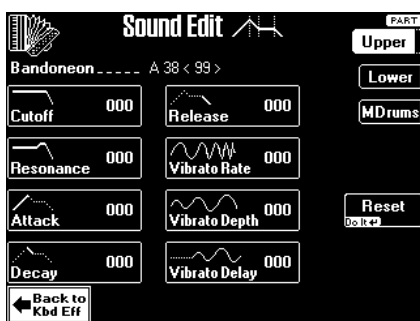 Sound Edit
PART
Upper
Bandoneon_ _ _ _ _ A 38 < 99 >
Lower
Cutoff 000
Release 000
MDrums
Resonance 000
Vibrato Rate 000
Attack 000
Vibrato Depth 000
Reset
Do It ↵
Decay 000
Vibrato Delay 000
Back to
Kbd Eff